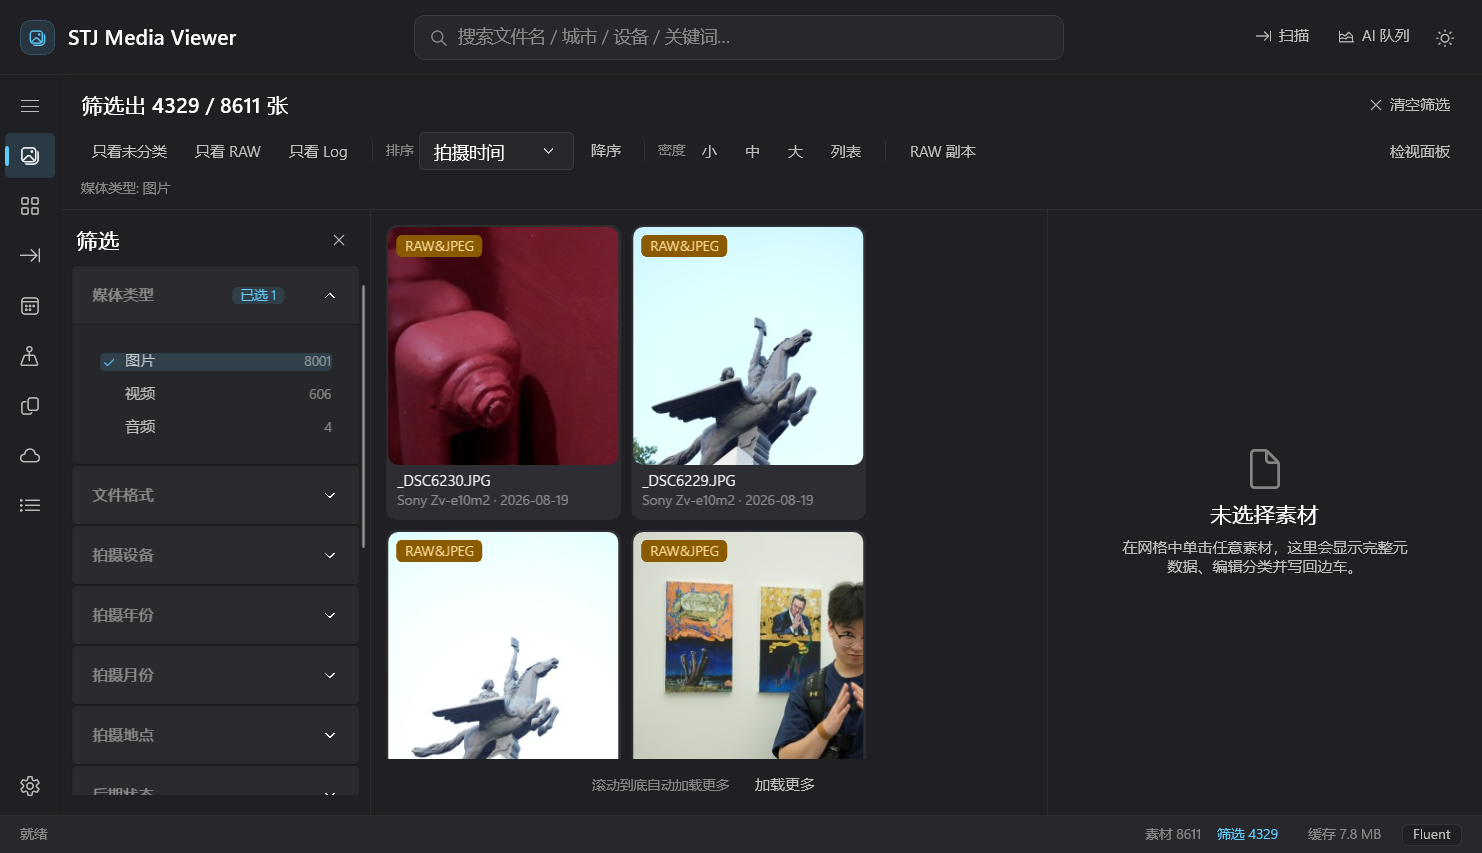 STJ Media Viewer
搜索文件名 / 城市 / 设备 / 关键词...
扫描
AI 队列
筛选出 4329 / 8611 张
清空筛选
只看未分类
只看 RAW
只看 Log
排序
拍摄时间
降序
密度
小
中
大
列表
RAW 副本
检视面板
媒体类型: 图片
筛选
媒体类型
已选 1
图片
8001
视频
606
音频
4
文件格式
拍摄设备
拍摄年份
拍摄月份
拍摄地点
后期状态
RAW&JPEG
_DSC6230.JPG
Sony Zv-e10m2 · 2026-08-19
RAW&JPEG
_DSC6229.JPG
Sony Zv-e10m2 · 2026-08-19
RAW&JPEG
RAW&JPEG
滚动到底自动加载更多
加载更多
未选择素材
在网格中单击任意素材，这里会显示完整元
数据、编辑分类并写回边车。
就绪
素材 8611
筛选 4329
缓存 7.8 MB
Fluent